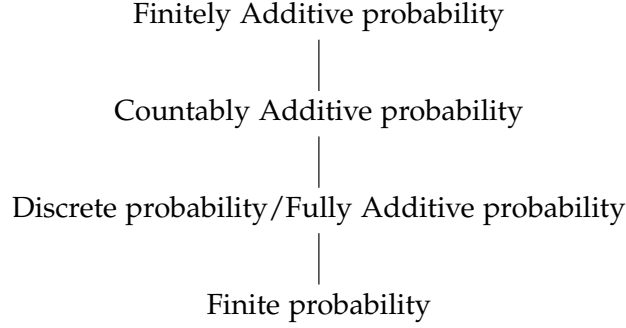 Finitely Additive probability
Countably Additive probability
Discrete probability/Fully Additive probability
Finite probability